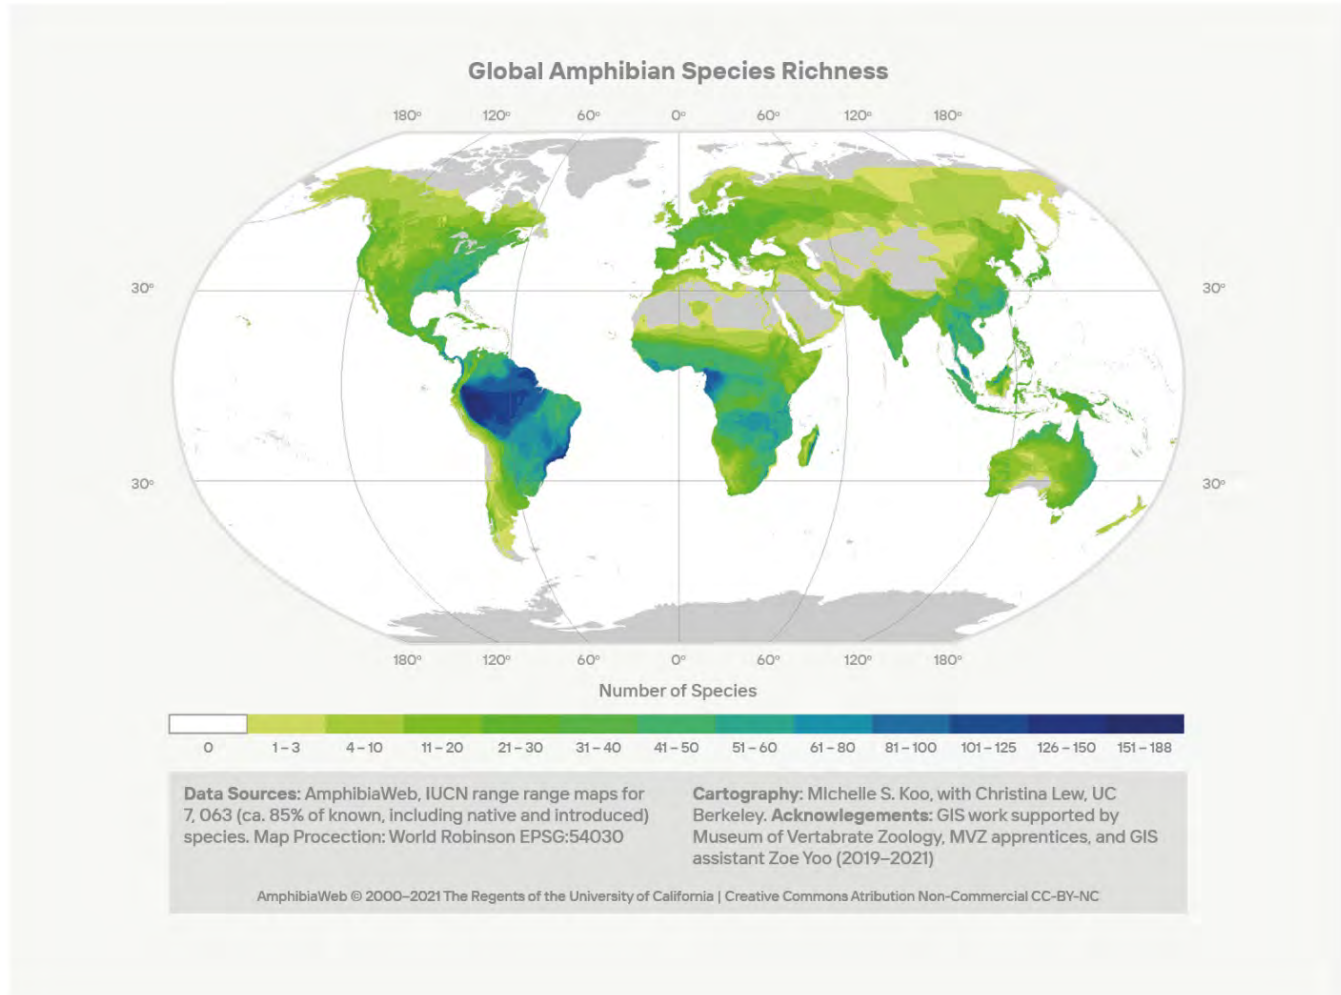 Global Amphibian Species Richness
180° 120° 60° 0° 60° 120° 180°
30° 30°
30° 30°
180° 120° 60° 0° 60° 120° 180°
Number of Species
0 1–3 4–10 11–20 21–30 31–40 41–50 51–60 61–80 81–100 101–125 126–150 151–188
Data Sources: AmphibiaWeb, IUCN range range maps for
7, 063 (ca. 85% of known, including native and introduced)
species. Map Procection: World Robinson EPSG:54030
Cartography: MIchelle S. Koo, with Christina Lew, UC
Berkeley. Acknowlegements: GIS work supported by
Museum of Vertabrate Zoology, MVZ apprentices, and GIS
assistant Zoe Yoo (2019–2021)
AmphibiaWeb © 2000–2021 The Regents of the University of California | Creative Commons Atribution Non-Commercial CC-BY-NC